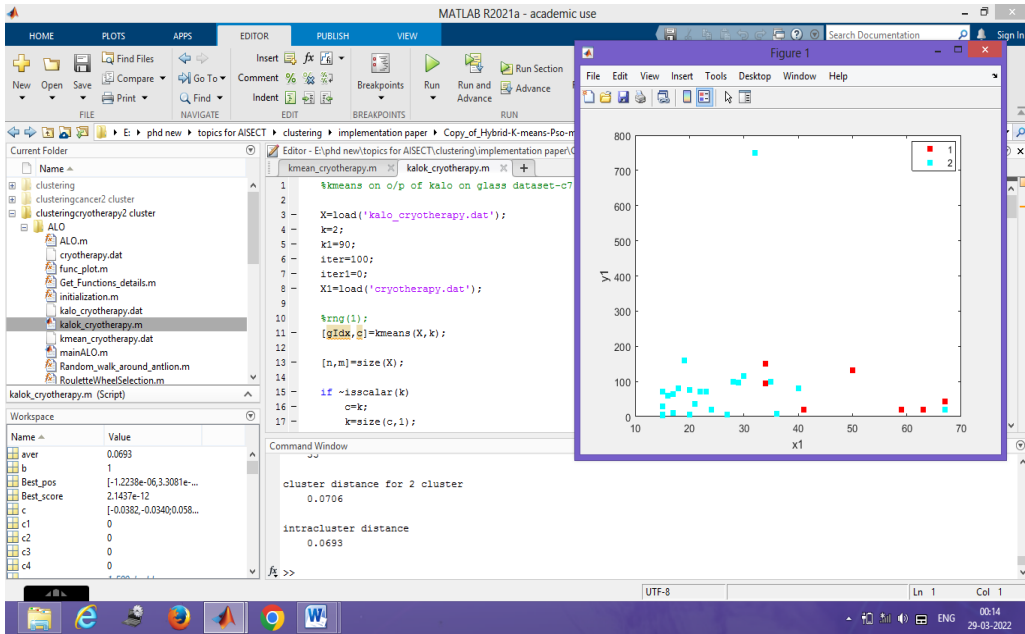 MATLAB R2021a - academic use
HOME PLOTS APPS EDITOR PUBLISH VIEW
Search Documentation
Sign In
New Open Save
Find Files
Compare
Print
FILE
Go To
Find
NAVIGATE
Insert fx
Comment %
Indent
EDIT
Breakpoints
BREAKPOINTS
Run
Run and Advance
Run Section
Advance
RUN
E: phd new topics for AISECT clustering implementation paper Copy_of_Hybrid-K-means-Pso-m
Current Folder
Name
clustering
clusteringcancer2 cluster
clusteringcryotherapy2 cluster
ALO
ALO.m
cryotherapy.dat
func_plot.m
Get_Functions_details.m
initialization.m
kalo_cryotherapy.dat
kalok_cryotherapy.m
kmean_cryotherapy.dat
mainALO.m
Random_walk_around_antlion.m
RouletteWheelSelection.m
kalok_cryotherapy.m (Script)
Workspace
Name Value
aver 0.0693
b 1
Best_pos [-1.2238e-06,3.3081e-...
Best_score 2.1437e-12
c [-0.0382,-0.0340;0.058...
c1 0
c2 0
c3 0
c4 0
Editor - E:\phd new\topics for AISECT\clustering\implementation paper\C
kmean_cryotherapy.m kalok_cryotherapy.m
1 %kmeans on o/p of kalo on glass dataset-c7
2
3 - X=load('kalo_cryotherapy.dat');
4 - k=2;
5 - k1=90;
6 - iter=100;
7 - iter1=0;
8 - X1=load('cryotherapy.dat');
9
10 %rng(1);
11 - [gIdx,c]=kmeans(X,k);
12
13 - [n,m]=size(X);
14
15 - if ~isscalar(k)
16 - c=k;
17 - k=size(c,1);
Command Window
cluster distance for 2 cluster
0.0706
intracluster distance
0.0693
fx >>
Figure 1
File Edit View Insert Tools Desktop Window Help
800
700
600
500
400
300
200
100
0
y1
10 20 30 40 50 60 70
x1
1
2
UTF-8
Ln 1 Col 1
W
ENG
00:14
29-03-2022